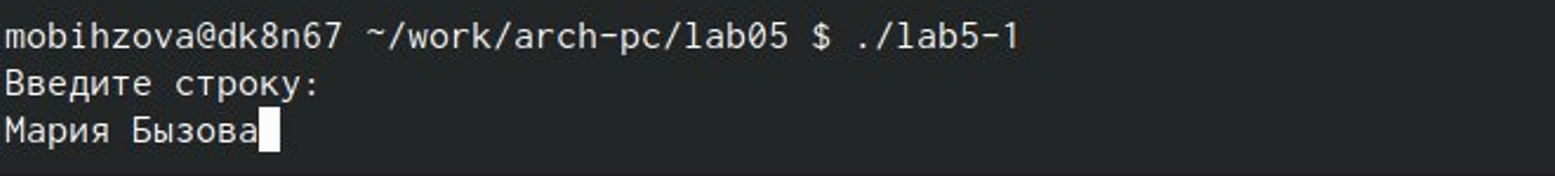 mobihzova@dk8n67 ~/work/arch-pc/lab05 $ ./lab5-1
Введите строку:
Мария Бызова